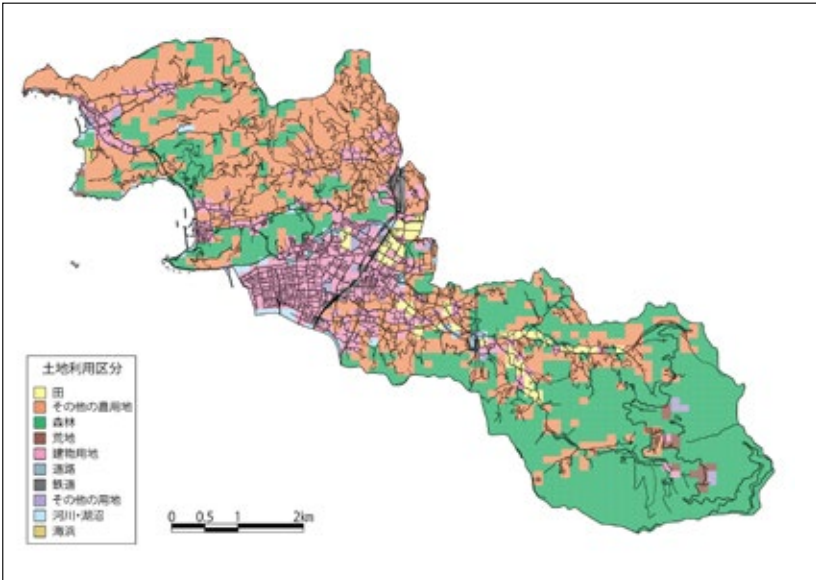 土地利用区分
田
その他の農用地
森林
荒地
建物用地
道路
鉄道
その他の用地
河川・湖沼
海浜
0 0.5 1 2km